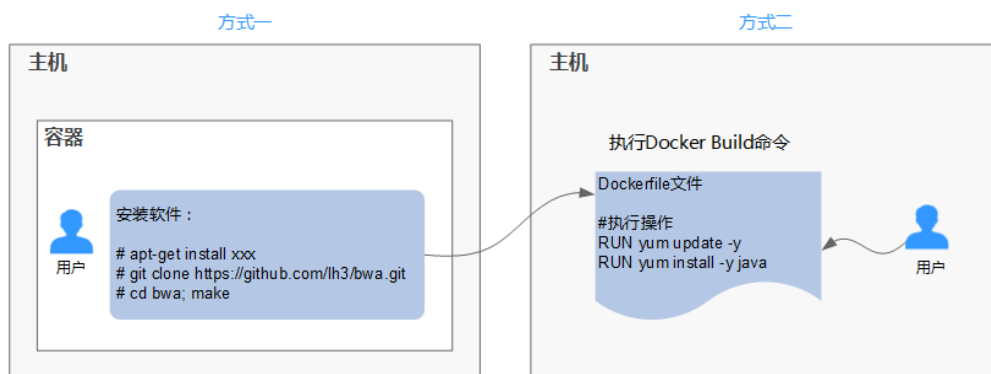 方式一
主机
容器
用户
安装软件：
# apt-get install xxx
# git clone https://github.com/lh3/bwa.git
# cd bwa; make
方式二
主机
执行Docker Build命令
Dockerfile文件
#执行操作
RUN yum update -y
RUN yum install -y java
用户